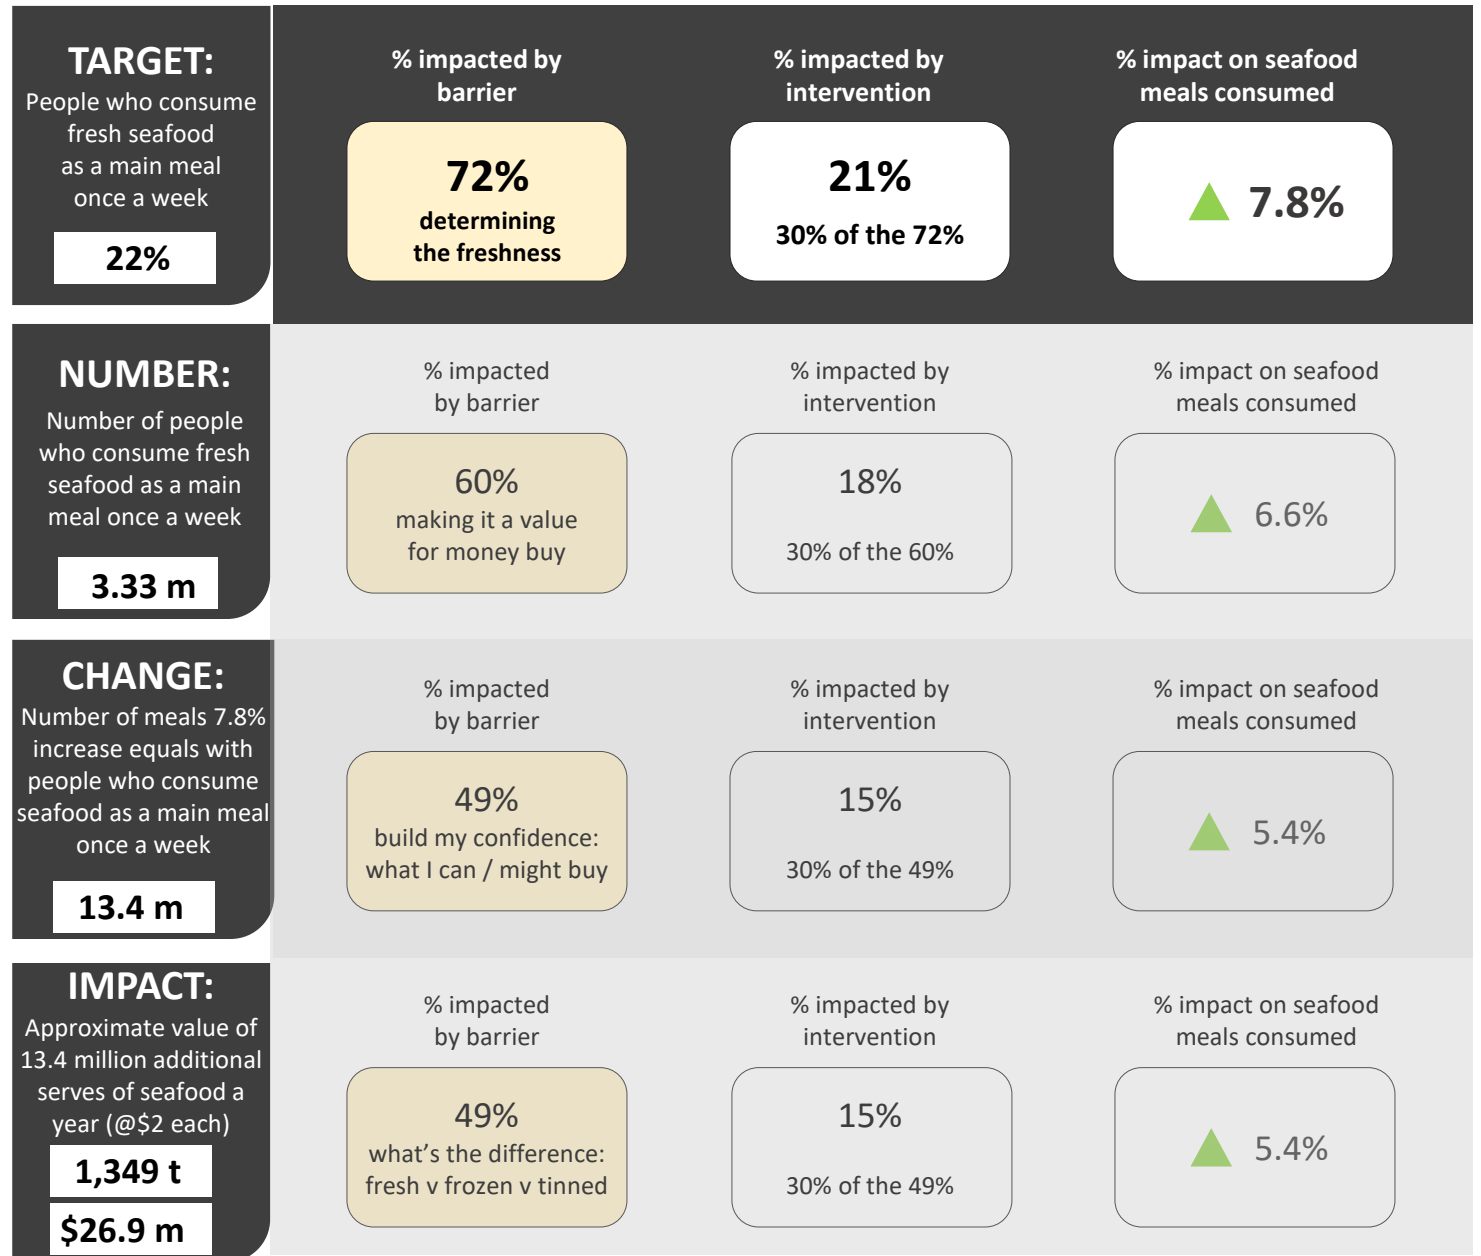 TARGET:
People who consume
fresh seafood
as a main meal
once a week
22%
% impacted by
barrier
72%
determining
the freshness
% impacted by
intervention
21%
30% of the 72%
% impact on seafood
meals consumed
7.8%
NUMBER:
Number of people
who consume fresh
seafood as a main
meal once a week
3.33 m
% impacted
by barrier
60%
making it a value
for money buy
% impacted by
intervention
18%
30% of the 60%
% impact on seafood
meals consumed
6.6%
CHANGE:
Number of meals 7.8%
increase equals with
people who consume
seafood as a main meal
once a week
13.4 m
% impacted
by barrier
49%
build my confidence:
what I can / might buy
% impacted by
intervention
15%
30% of the 49%
% impact on seafood
meals consumed
5.4%
IMPACT:
Approximate value of
13.4 million additional
serves of seafood a
year (@$2 each)
1,349 t
$26.9 m
% impacted
by barrier
49%
what’s the difference:
fresh v frozen v tinned
% impacted by
intervention
15%
30% of the 49%
% impact on seafood
meals consumed
5.4%